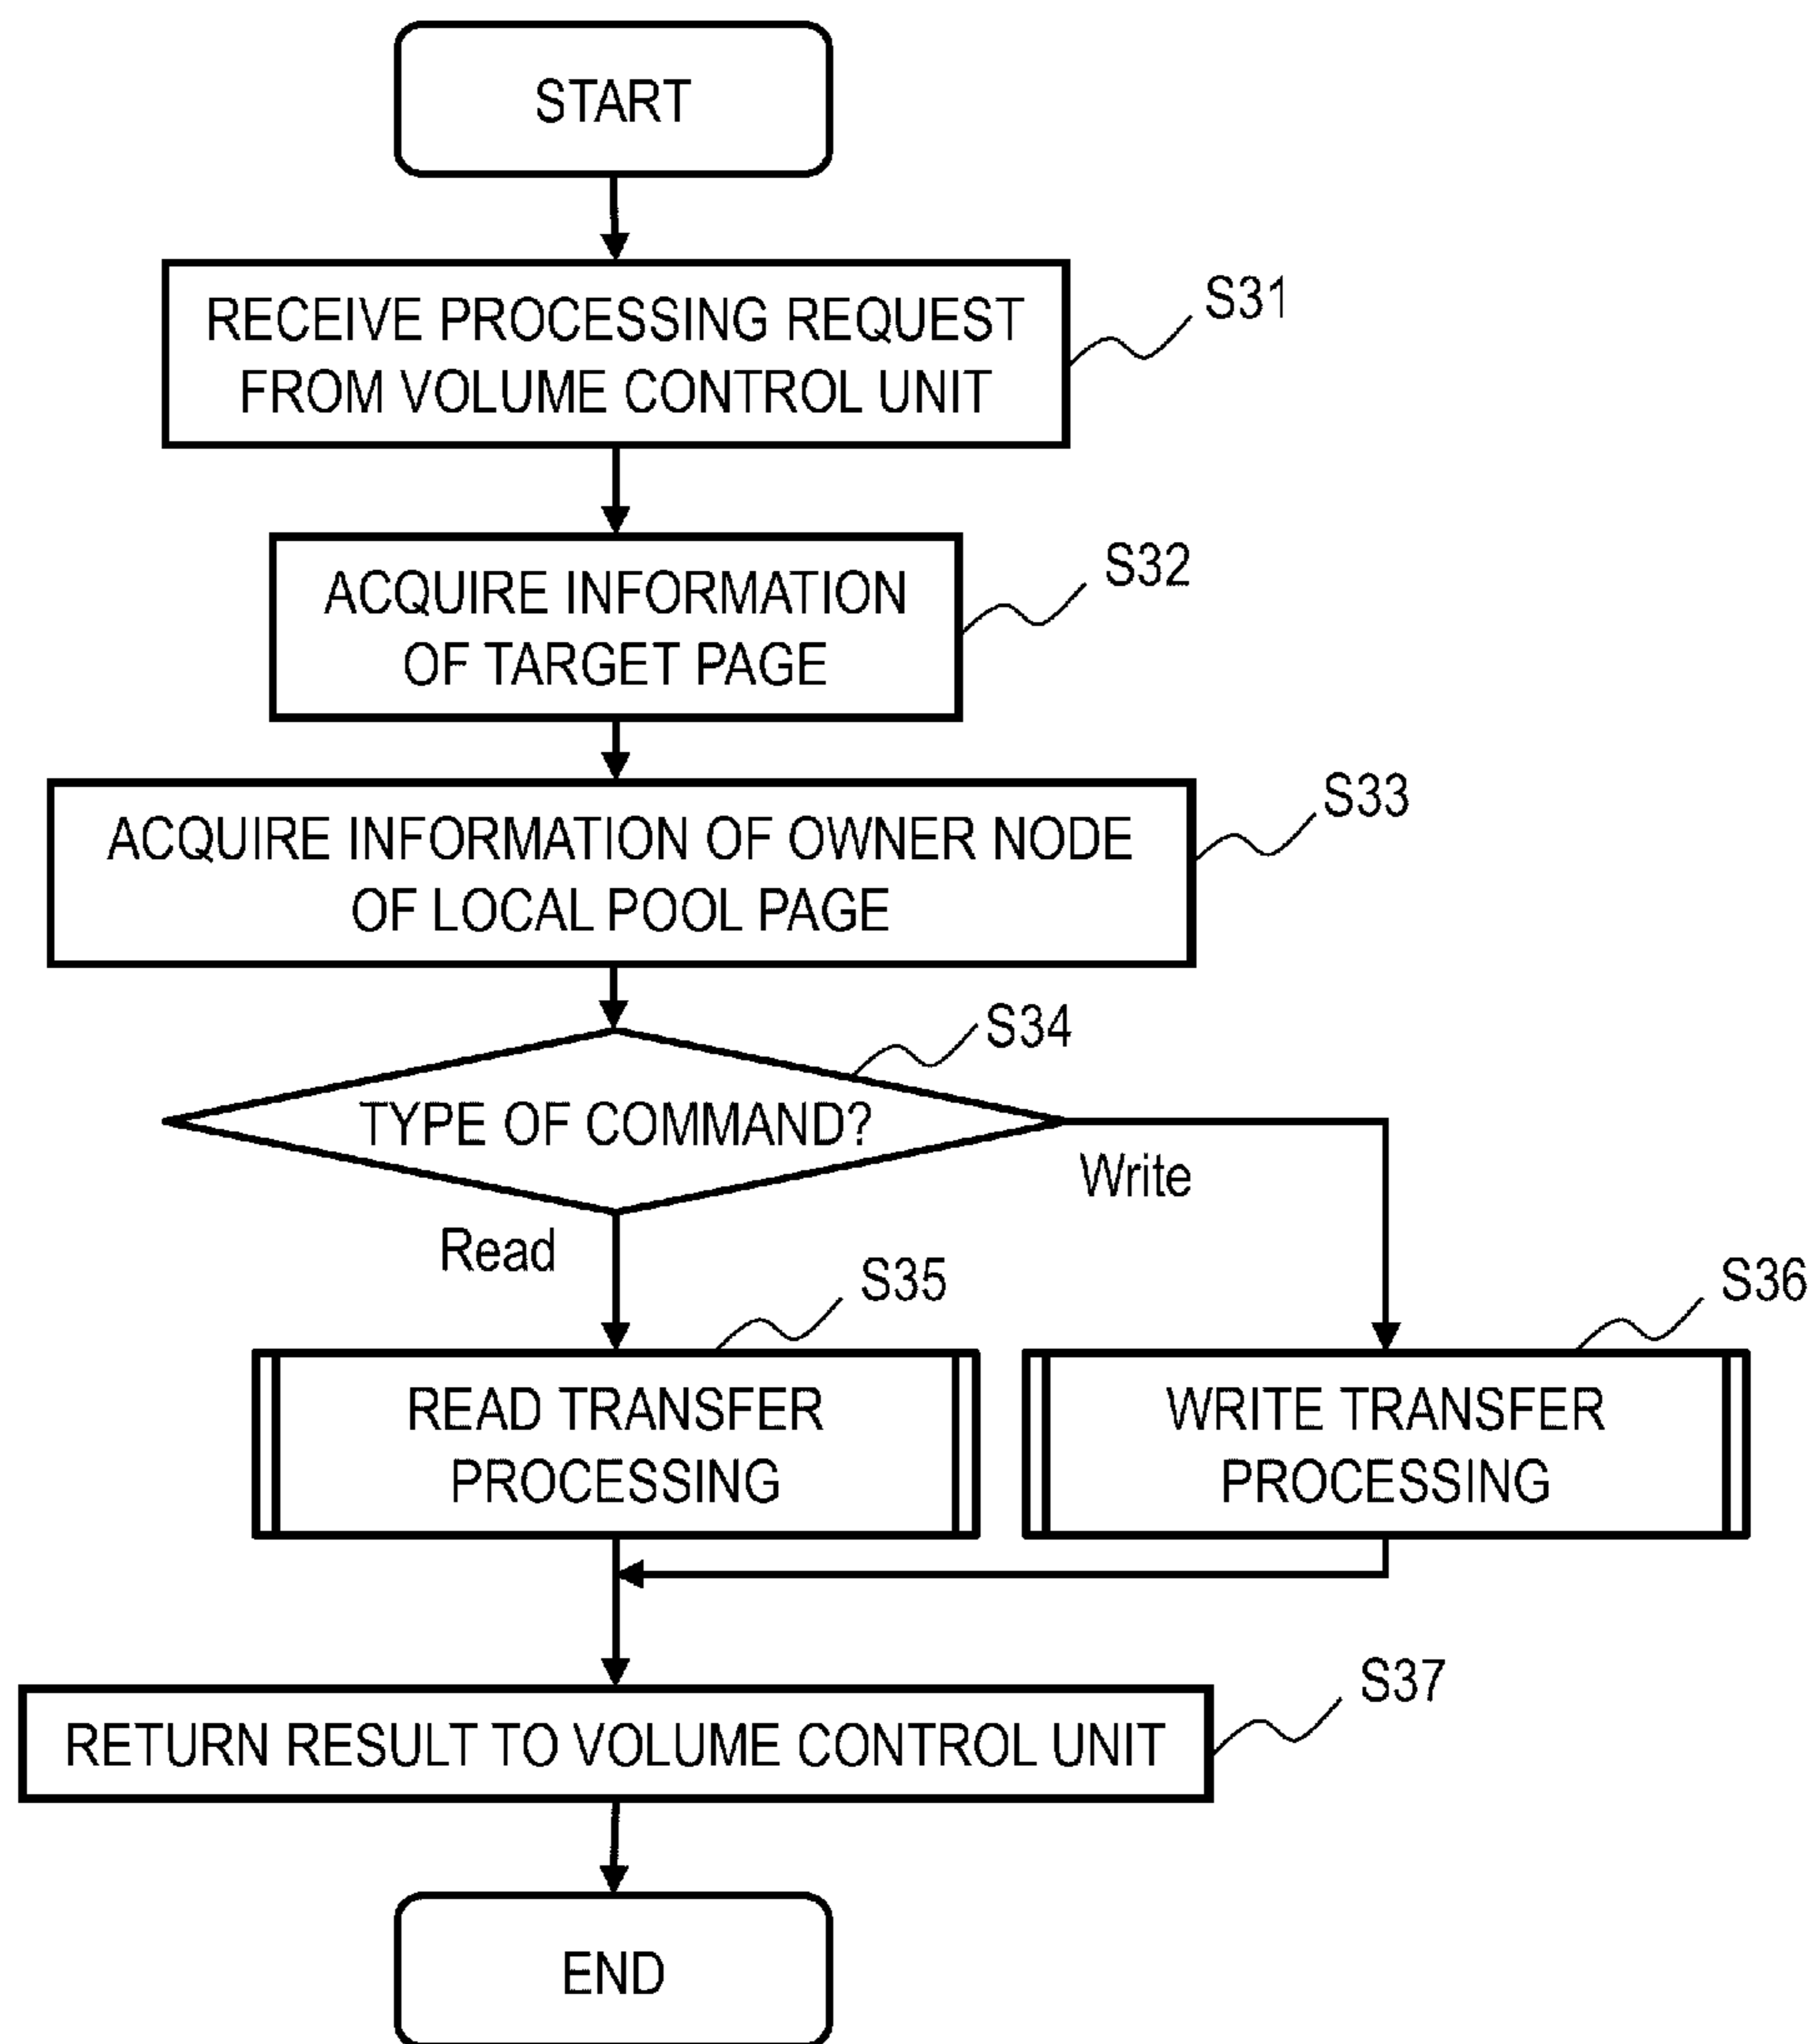 START
RECEIVE PROCESSING REQUEST
FROM VOLUME CONTROL UNIT
S31
ACQUIRE INFORMATION
OF TARGET PAGE
S32
ACQUIRE INFORMATION OF OWNER NODE
OF LOCAL POOL PAGE
S33
TYPE OF COMMAND?
S34
Write
Read
S35
S36
READ TRANSFER
PROCESSING
WRITE TRANSFER
PROCESSING
RETURN RESULT TO VOLUME CONTROL UNIT
S37
END